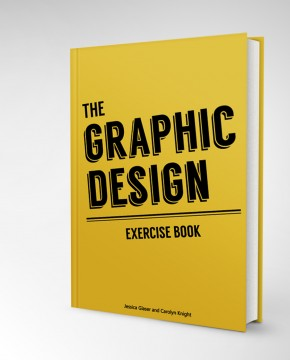 THE
GRAPHIC
DESIGN
EXERCISE BOOK
Jessica Glaser and Carolyn Knight